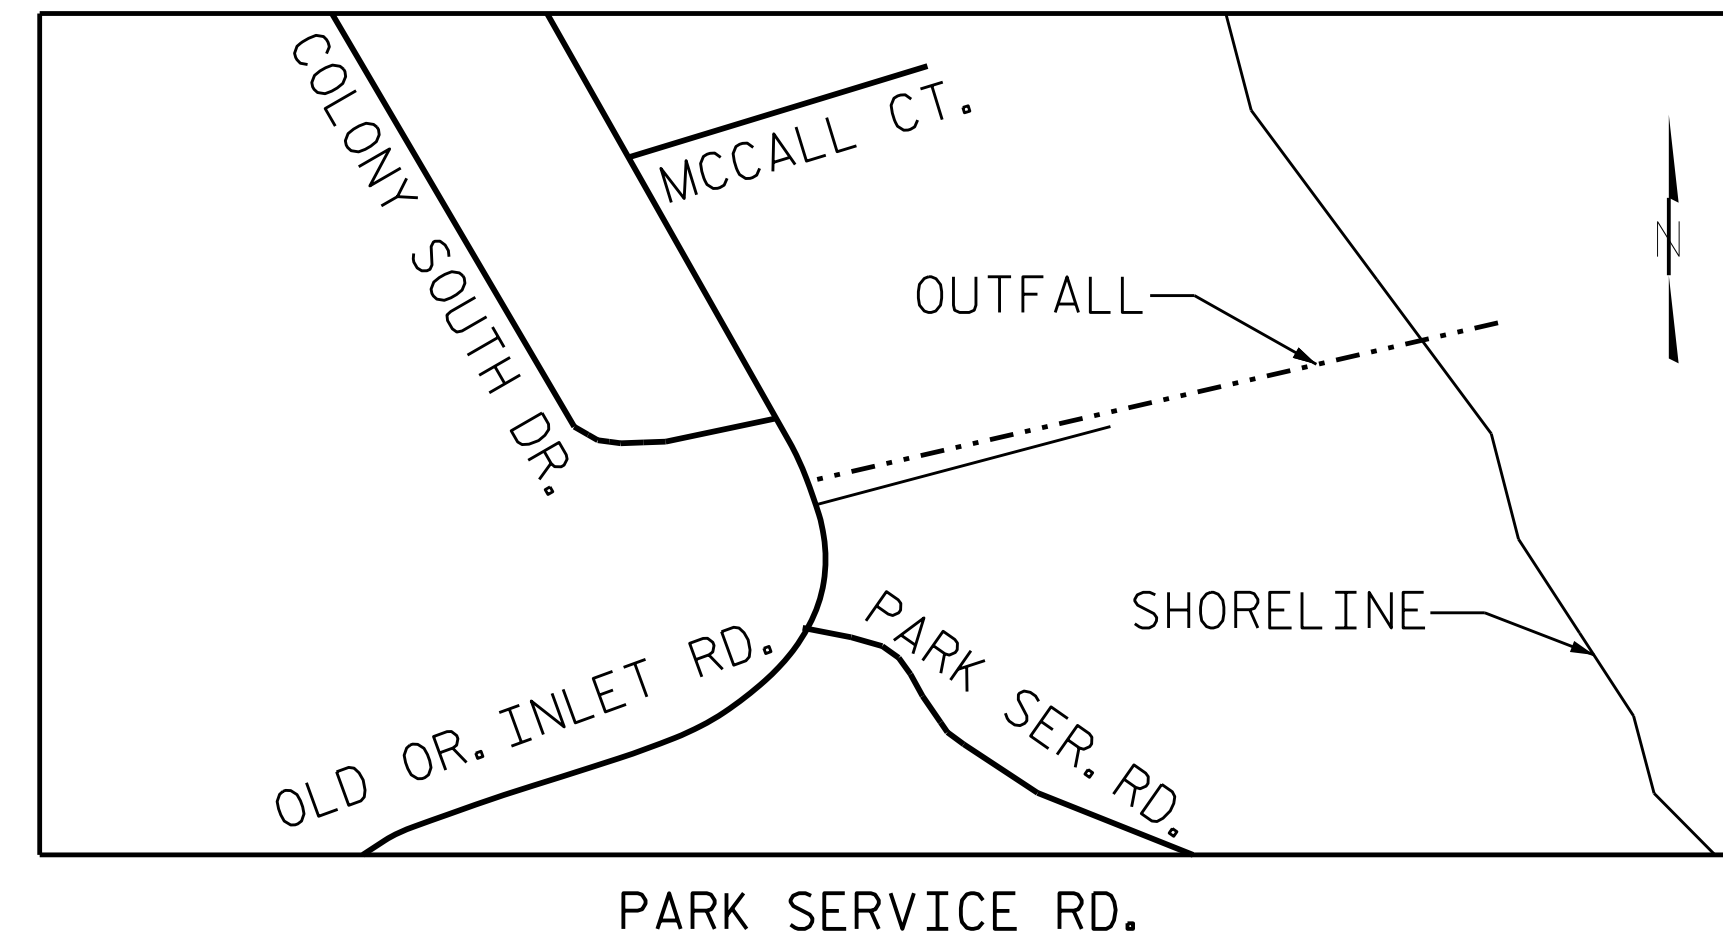 COLONY SOUTH DR.
MCCALL CT.
N
OUTFALL
SHORELINE
OLD OR. INLET RD.
PARK SER. RD.
PARK SERVICE RD.